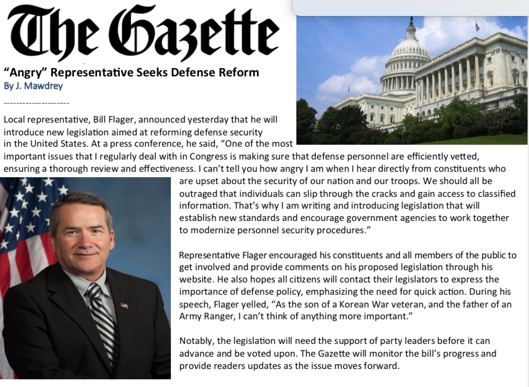 The Gazette
“Angry” Representative Seeks Defense Reform
By J. Mawdrey
---------------------
Local representative, Bill Flager, announced yesterday that he will
introduce new legislation aimed at reforming defense security
in the United States. At a press conference, he said, “One of the most
important issues that I regularly deal with in Congress is making sure that defense personnel are efficiently vetted,
ensuring a thorough review and effectiveness. I can’t tell you how angry I am when I hear directly from constituents who
are upset about the security of our nation and our troops. We should all be
outraged that individuals can slip through the cracks and gain access to classified
information. That’s why I am writing and introducing legislation that will
establish new standards and encourage government agencies to work together
to modernize personnel security procedures.”
Representative Flager encouraged his constituents and all members of the public to
get involved and provide comments on his proposed legislation through his
website. He also hopes all citizens will contact their legislators to express the
importance of defense policy, emphasizing the need for quick action. During his
speech, Flager yelled, “As the son of a Korean War veteran, and the father of an
Army Ranger, I can’t think of anything more important.”
Notably, the legislation will need the support of party leaders before it can
advance and be voted upon. The Gazette will monitor the bill’s progress and
provide readers updates as the issue moves forward.